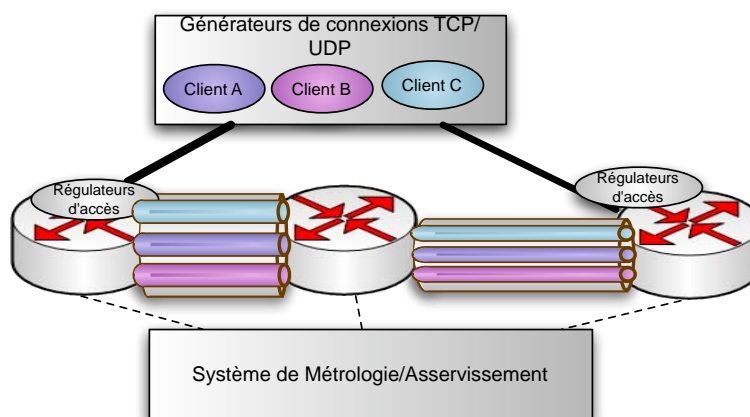 Générateurs de connexions TCP/
UDP
Client A
Client B
Client C
Régulateurs
d'accès
Régulateurs
d'accès
Système de Métrologie/Asservissement